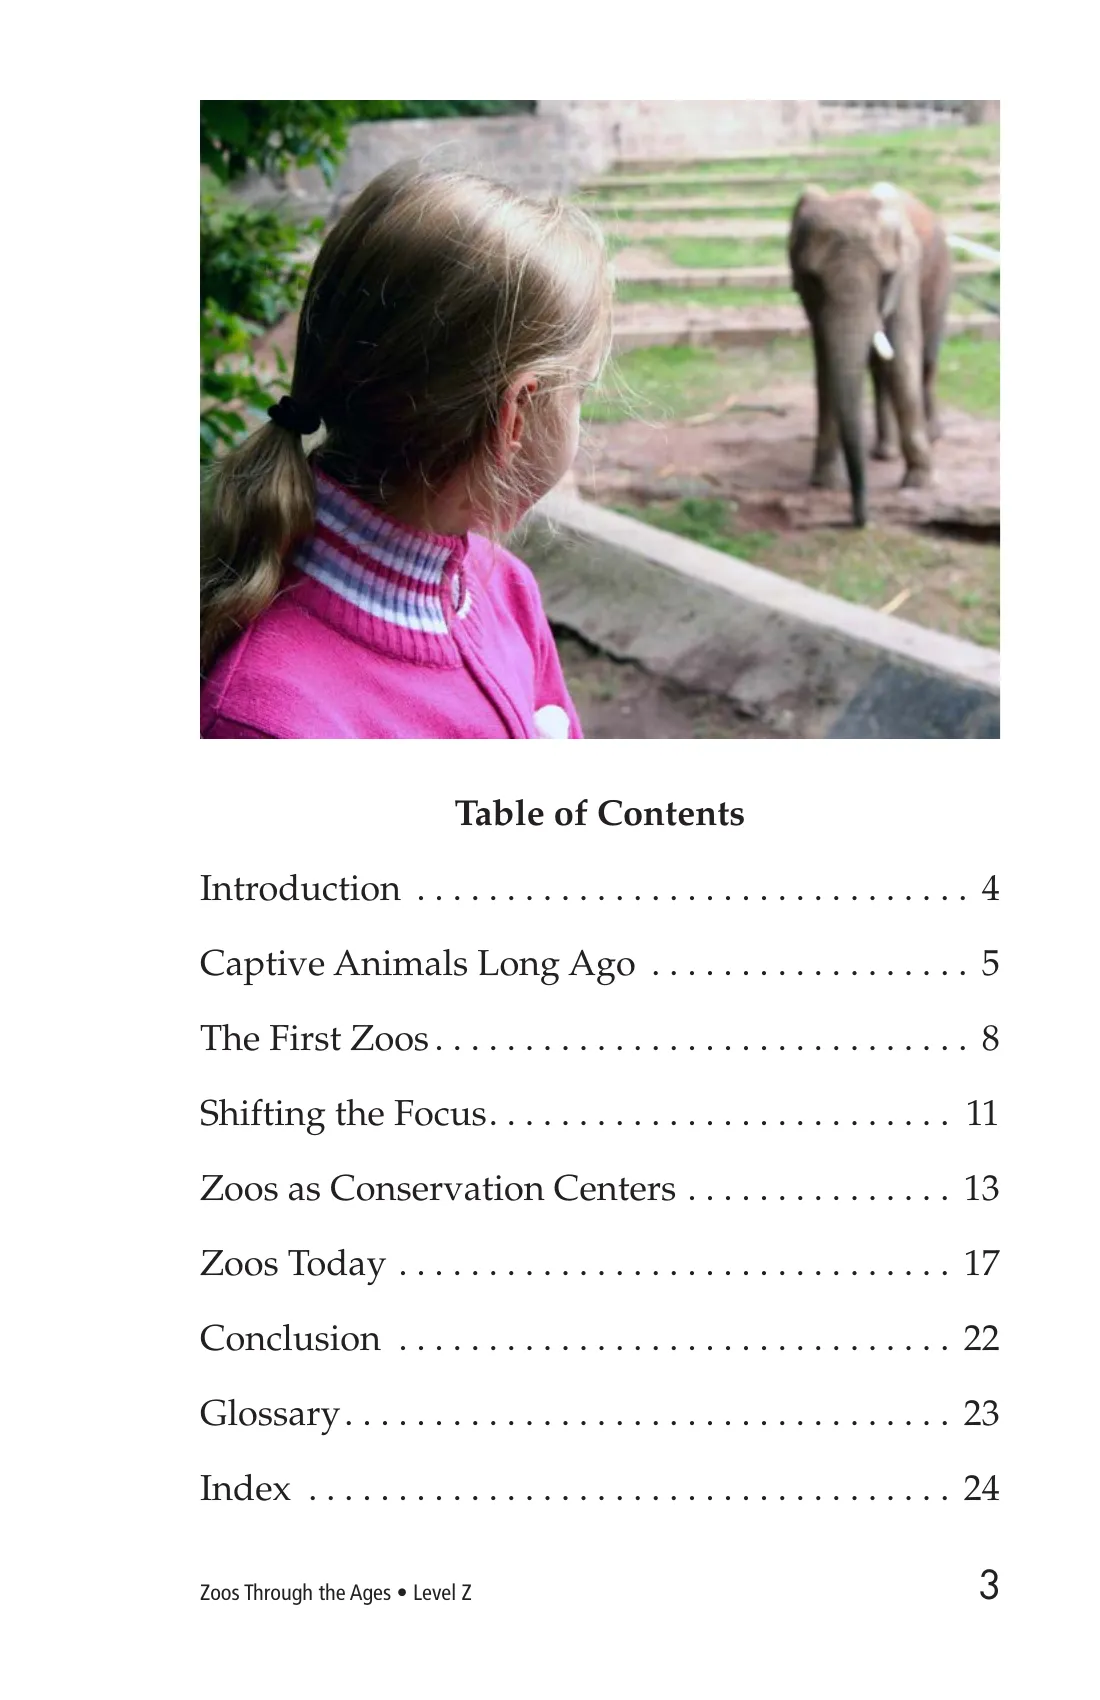 Table of Contents
Introduction . . . . . . . . . . . . . . . . . . . . . . . . . . . . . . . 4
Captive Animals Long Ago . . . . . . . . . . . . . . . . . . 5
The First Zoos . . . . . . . . . . . . . . . . . . . . . . . . . . . . . . 8
Shifting the Focus . . . . . . . . . . . . . . . . . . . . . . . . . . 11
Zoos as Conservation Centers . . . . . . . . . . . . . . . 13
Zoos Today . . . . . . . . . . . . . . . . . . . . . . . . . . . . . . . 17
Conclusion . . . . . . . . . . . . . . . . . . . . . . . . . . . . . . . 22
Glossary . . . . . . . . . . . . . . . . . . . . . . . . . . . . . . . . . . 23
Index . . . . . . . . . . . . . . . . . . . . . . . . . . . . . . . . . . . . 24
Zoos Through the Ages • Level Z 3